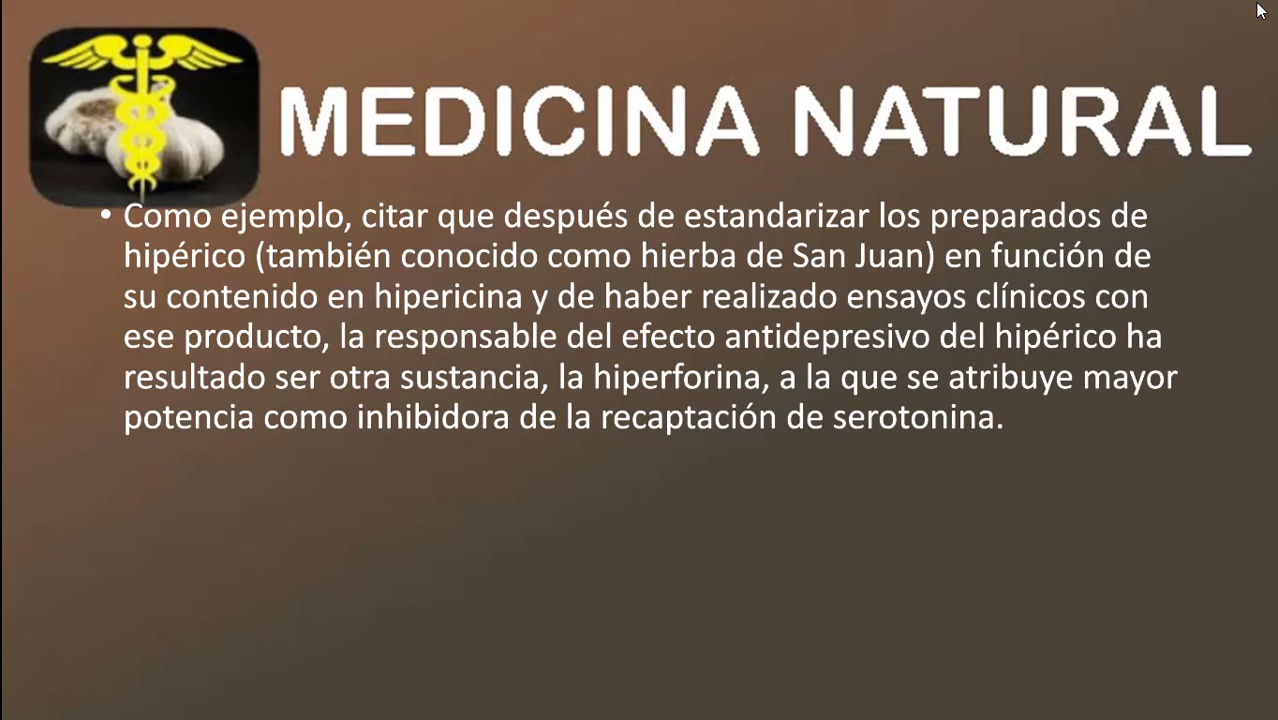 MEDICINA NATURAL
• Como ejemplo, citar que después de estandarizar los preparados de
hipérico (también conocido como hierba de San Juan) en función de
su contenido en hipericina y de haber realizado ensayos clínicos con
ese producto, la responsable del efecto antidepresivo del hipérico ha
resultado ser otra sustancia, la hiperforina, a la que se atribuye mayor
potencia como inhibidora de la recaptación de serotonina.